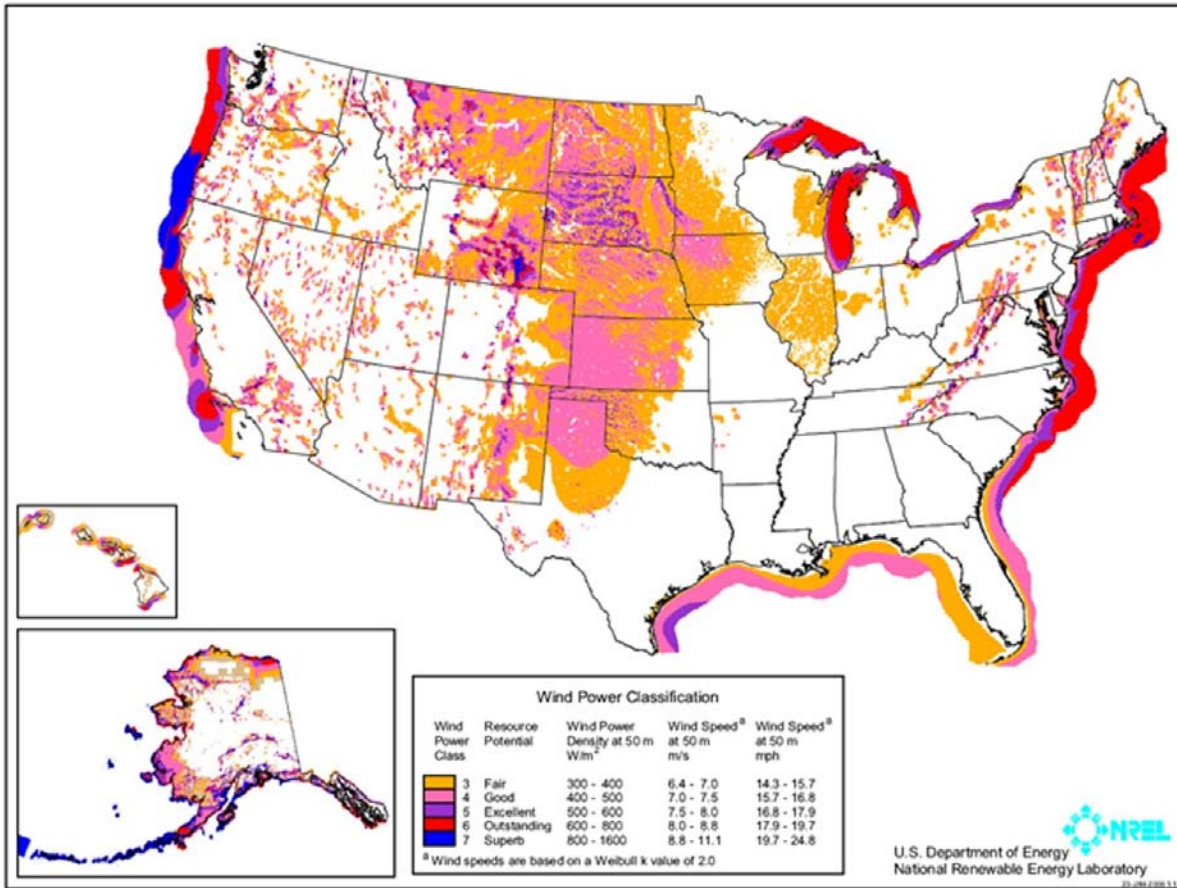 Wind Power Classification
Wind Power Class Resource Potential Wind Power Density at 50 m W/m² Wind Speed ᵃ at 50 m m/s Wind Speed ᵃ at 50 m mph
3 Fair 300 - 400 6.4 - 7.0 14.3 - 15.7
4 Good 400 - 500 7.0 - 7.5 15.7 - 16.8
5 Excellent 500 - 600 7.5 - 8.0 16.8 - 17.9
6 Outstanding 600 - 800 8.0 - 8.8 17.9 - 19.7
7 Superb 800 - 1600 8.8 - 11.1 19.7 - 24.8
ᵃ Wind speeds are based on a Weibull k value of 2.0
NREL
U.S. Department of Energy
National Renewable Energy Laboratory